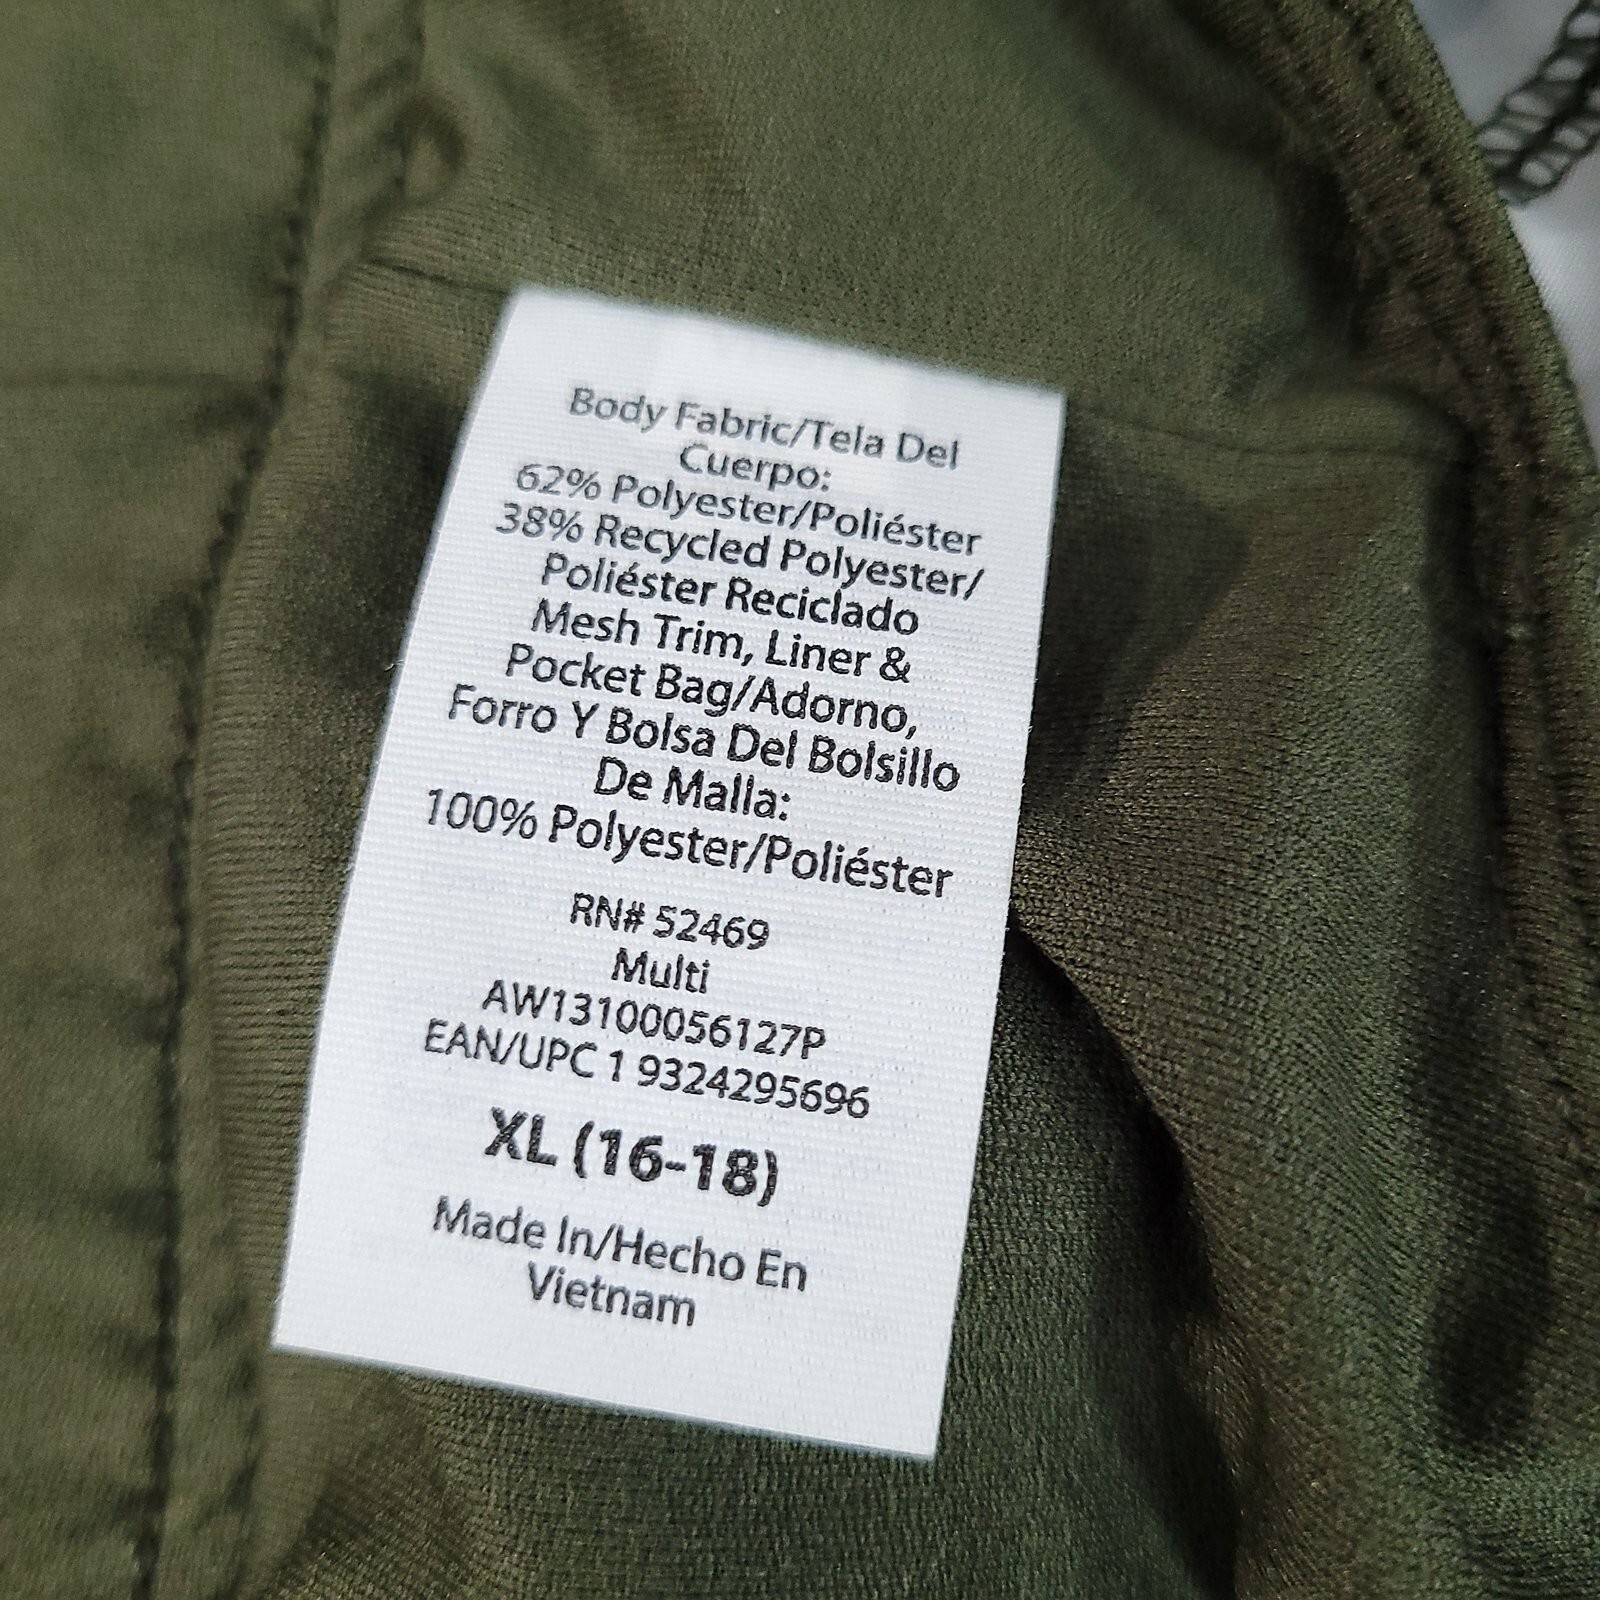 Body Fabric/Tela Del
Cuerpo:
62% Polyester/Poliéster
38% Recycled Polyester/
Poliéster Reciclado
Mesh Trim, Liner &
Pocket Bag/Adorno,
Forro Y Bolsa Del Bolsillo
De Malla:
100% Polyester/Poliéster
RN# 52469
Multi
AW13100056127P
EAN/UPC 1 9324295696
XL (16-18)
Made In/Hecho En
Vietnam